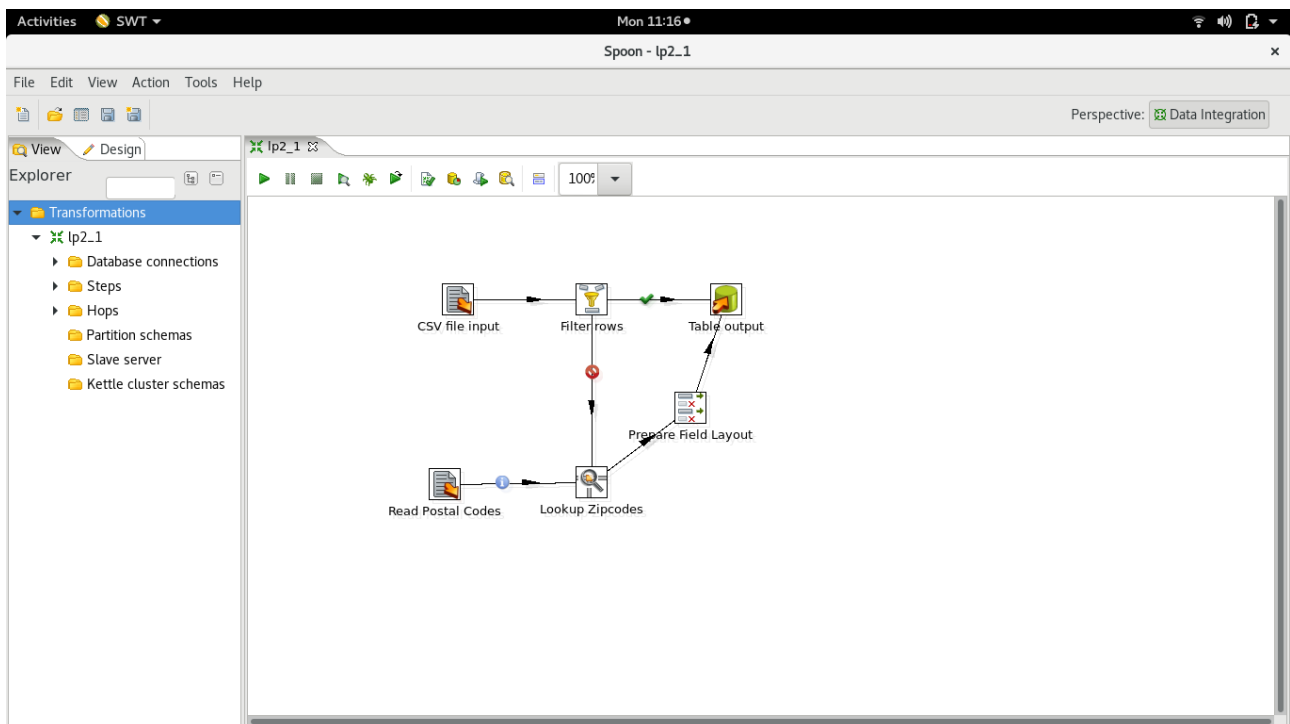 Activities SWT Mon 11:16
Spoon - lp2_1
File Edit View Action Tools Help
Perspective: Data Integration
View Design lp2_1
Explorer 100%
Transformations
lp2_1
Database connections
Steps
Hops
Partition schemas
Slave server
Kettle cluster schemas
CSV file input Filter rows Table output
Prepare Field Layout
Read Postal Codes Lookup Zipcodes